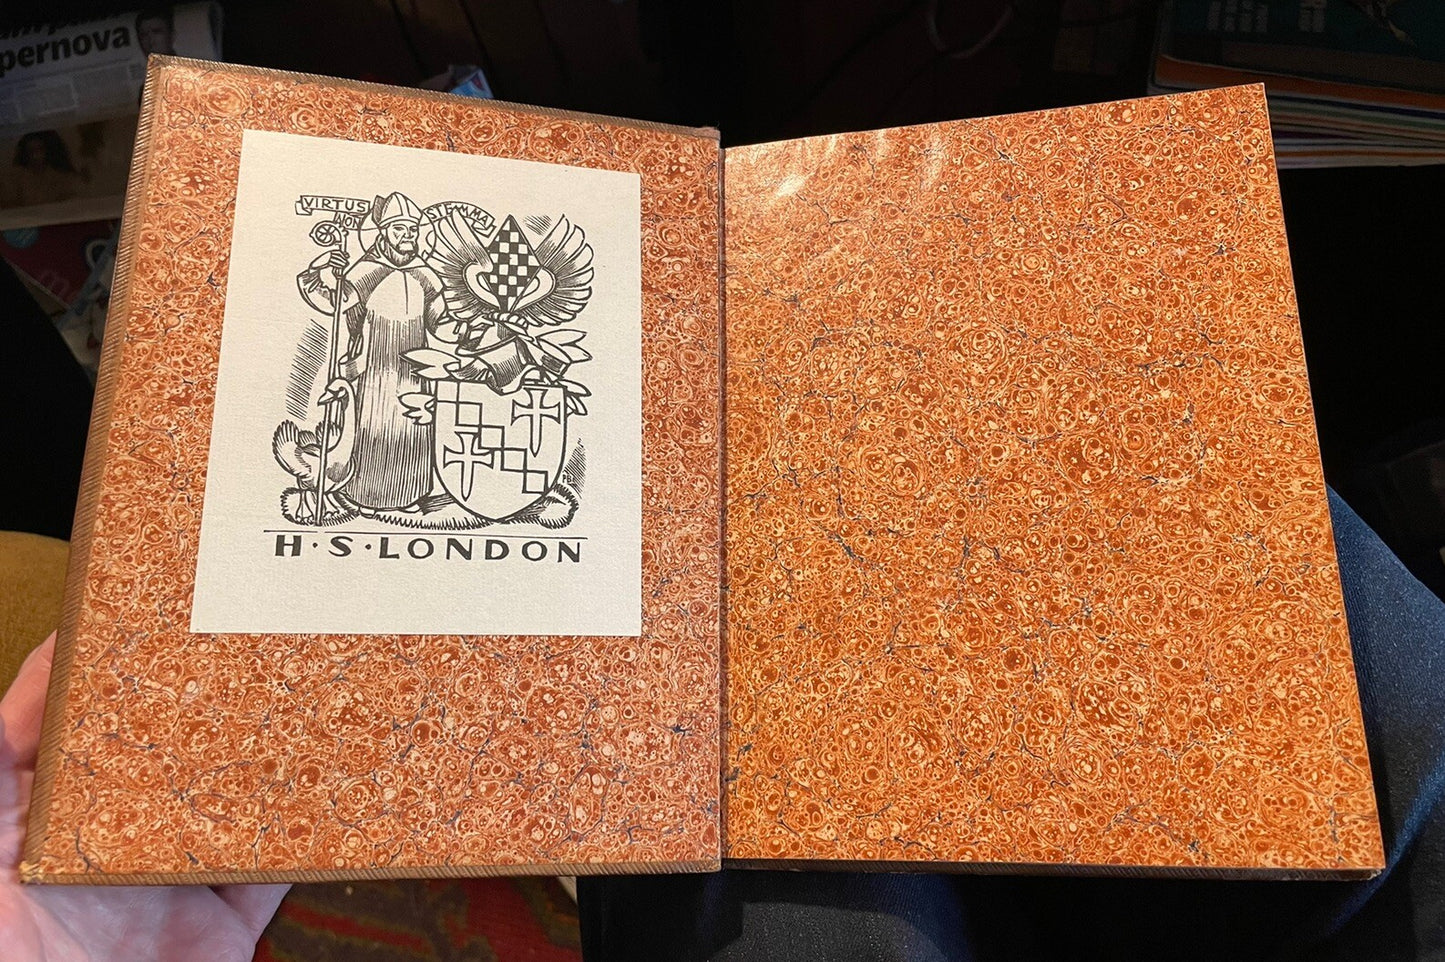 pernova
VIRTUS
NON
STEMMA
H·S·LONDON